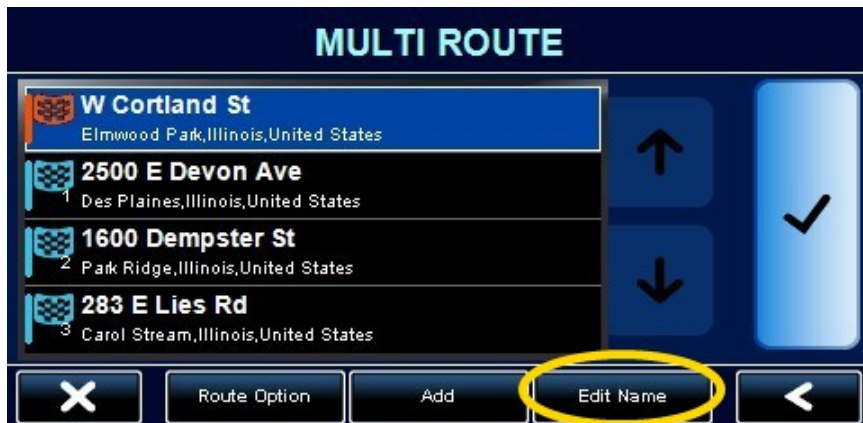 MULTI ROUTE
W Cortland St
Elmwood Park,Illinois,United States
2500 E Devon Ave
1 Des Plaines,Illinois,United States
1600 Dempster St
2 Park Ridge,Illinois,United States
283 E Lies Rd
3 Carol Stream,Illinois,United States
Route Option Add Edit Name